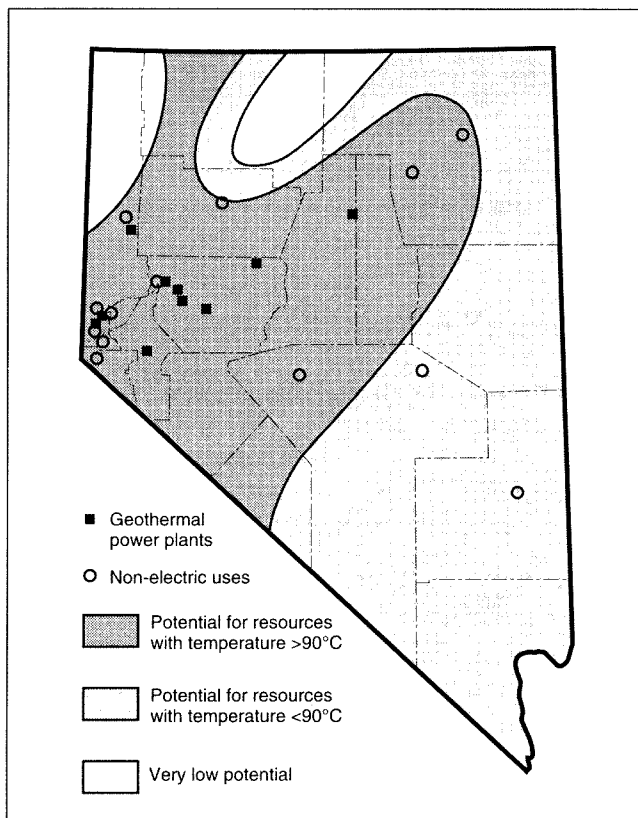 Geothermal
power plants
Non-electric uses
Potential for resources
with temperature >90°C
Potential for resources
with temperature <90°C
Very low potential